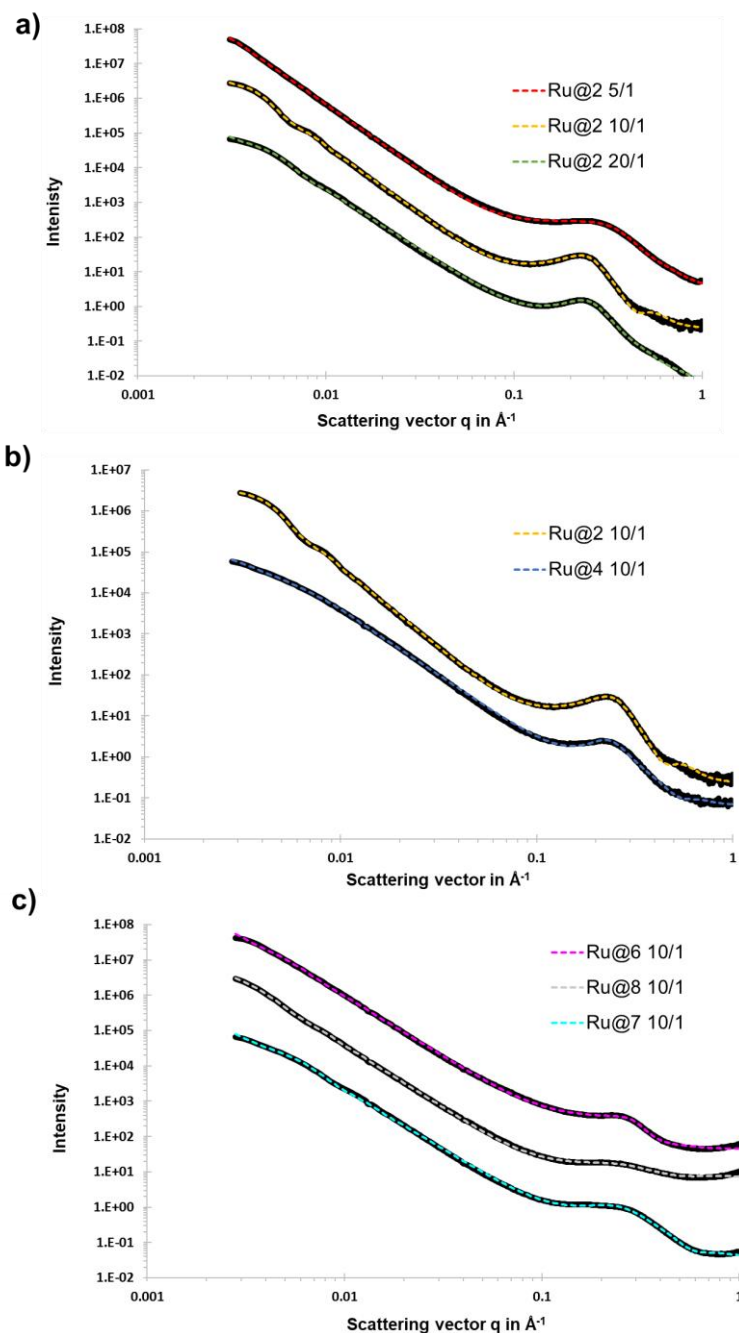 a)
1.E+08
1.E+07
1.E+06
1.E+05
1.E+04
1.E+03
1.E+02
1.E+01
1.E+00
1.E-01
1.E-02
Intenisty
Ru@2 5/1
Ru@2 10/1
Ru@2 20/1
0.001 0.01 0.1 1
Scattering vector q in Å-1
b)
1.E+07
1.E+06
1.E+05
1.E+04
1.E+03
1.E+02
1.E+01
1.E+00
1.E-01
1.E-02
Intensity
Ru@2 10/1
Ru@4 10/1
0.001 0.01 0.1 1
Scattering vector in Å-1
c)
1.E+08
1.E+07
1.E+06
1.E+05
1.E+04
1.E+03
1.E+02
1.E+01
1.E+00
1.E-01
1.E-02
Intensity
Ru@6 10/1
Ru@8 10/1
Ru@7 10/1
0.001 0.01 0.1 1
Scattering vector q in Å-1